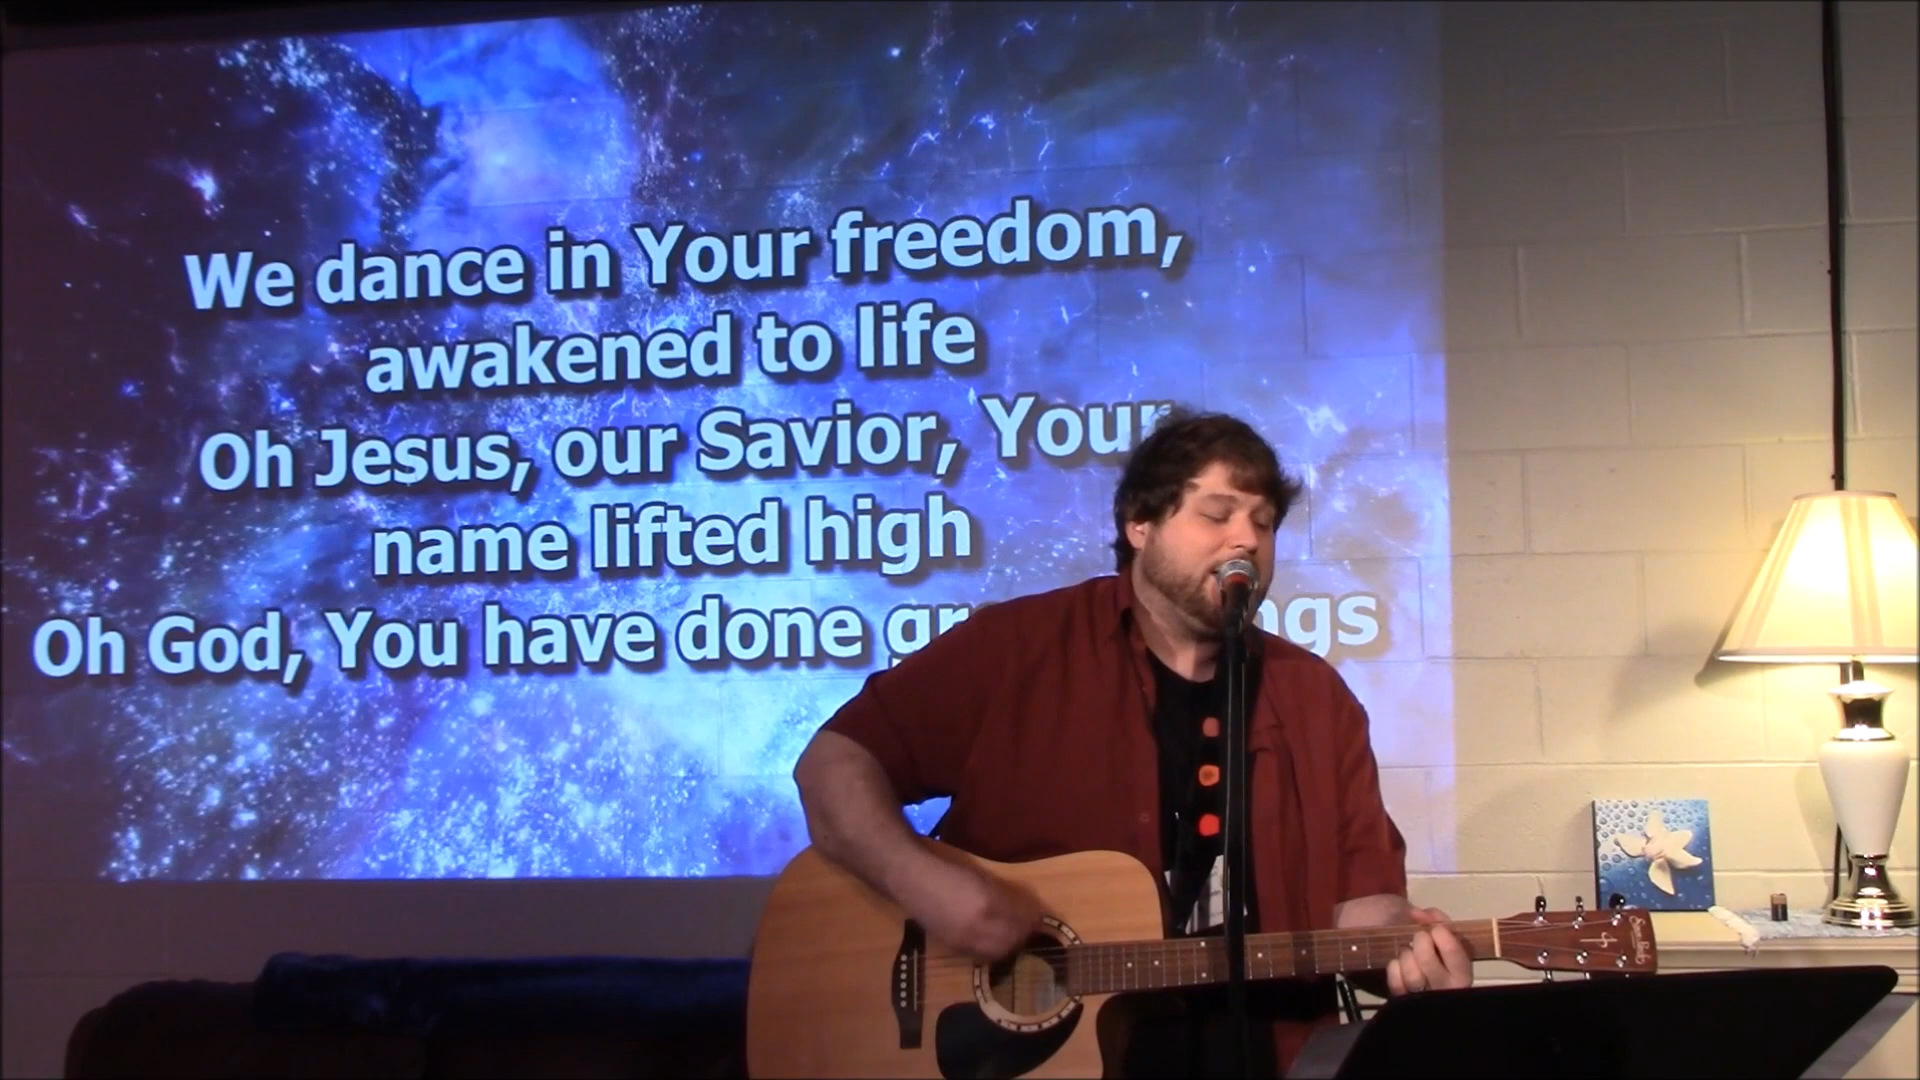 We dance in Your freedom,
awakened to life
Oh Jesus, our Savior, Your
name lifted high
Oh God, You have done